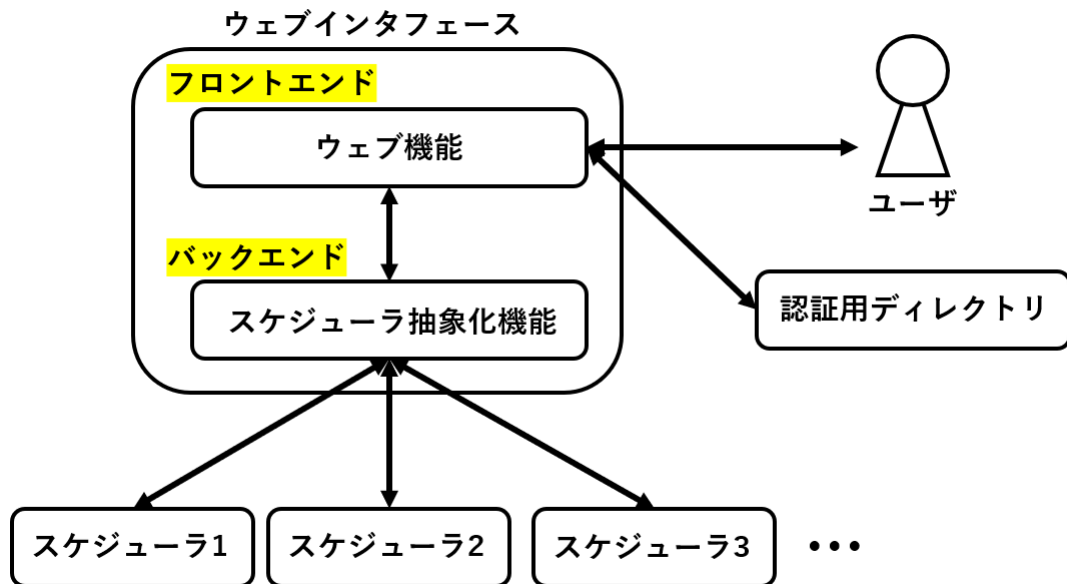 ウェブインタフェース
フロントエンド
ウェブ機能
ユーザ
バックエンド
スケジューラ抽象化機能
認証用ディレクトリ
スケジューラ1
スケジューラ2
スケジューラ3
•••